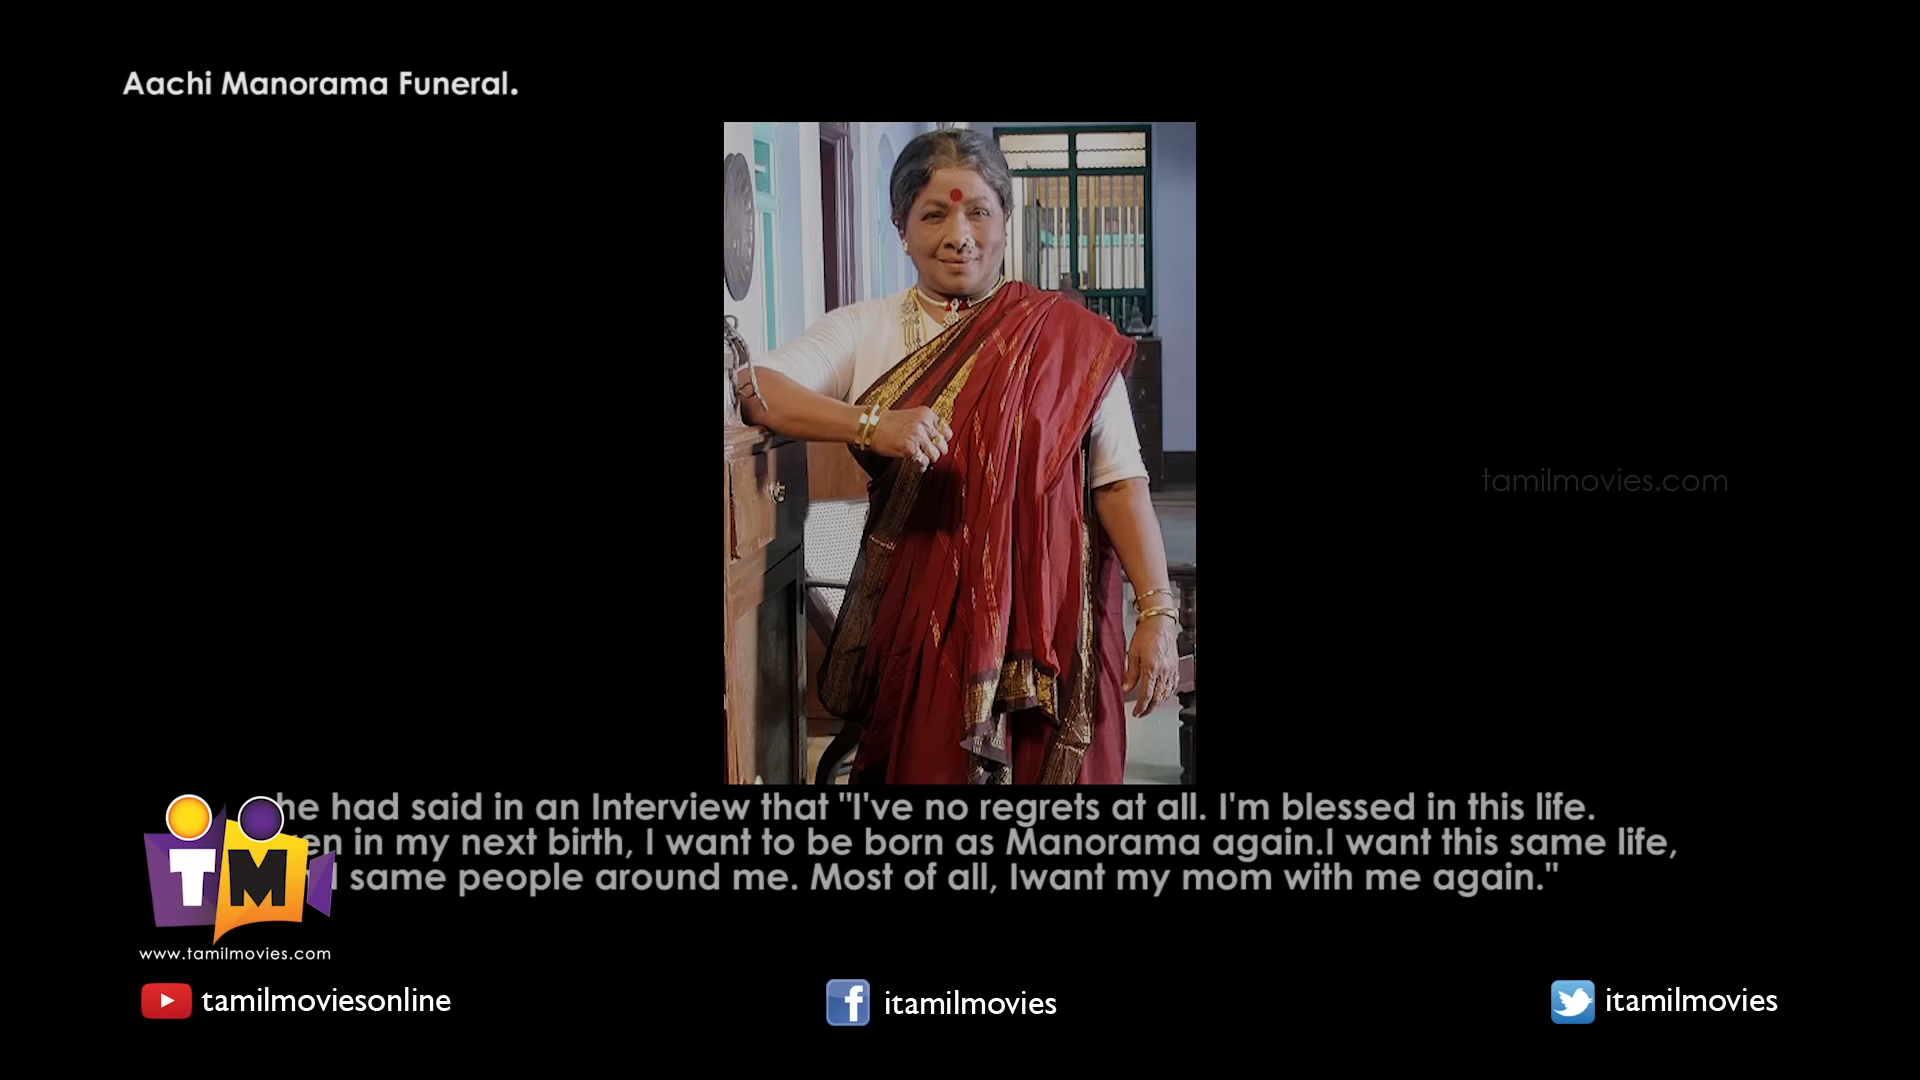 Aachi Manorama Funeral.
tamilmovies.com
he had said in an Interview that "I've no regrets at all. I'm blessed in this life.
en in my next birth, I want to be born as Manorama again.I want this same life,
same people around me. Most of all, Iwant my mom with me again."
TM
www.tamilmovies.com
tamilmoviesonline
itamilmovies
itamilmovies